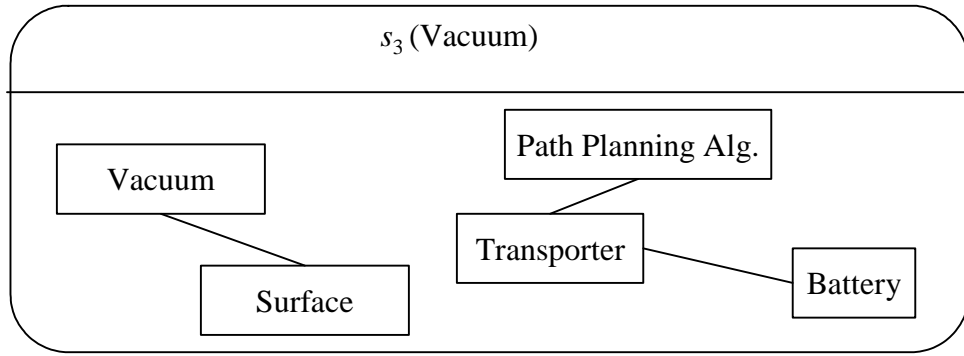 s₃ (Vacuum)
Path Planning Alg.
Vacuum
Transporter
Surface
Battery